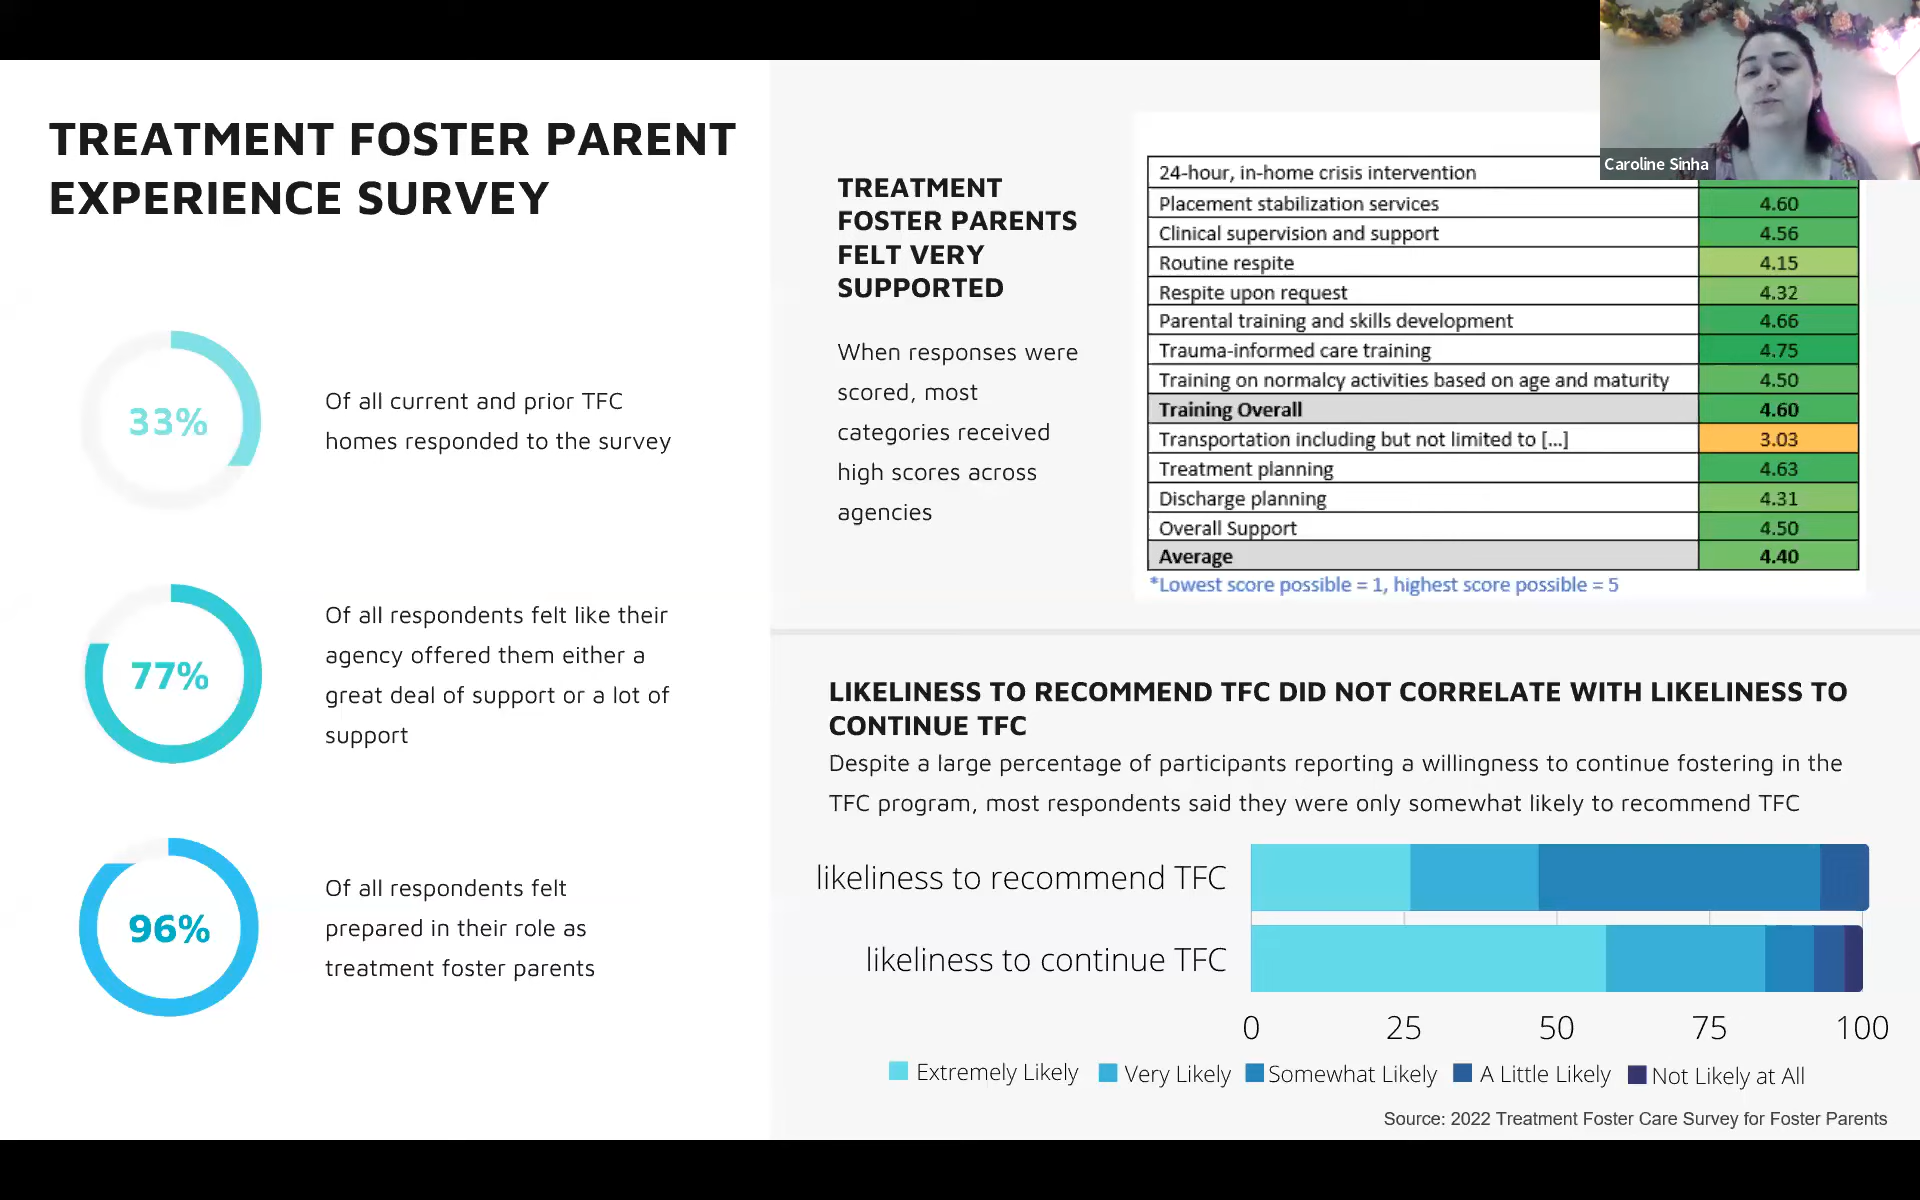 TREATMENT FOSTER PARENT
EXPERIENCE SURVEY
33%
Of all current and prior TFC
homes responded to the survey
77%
Of all respondents felt like their
agency offered them either a
great deal of support or a lot of
support
96%
Of all respondents felt
prepared in their role as
treatment foster parents
TREATMENT
FOSTER PARENTS
FELT VERY
SUPPORTED
When responses were
scored, most
categories received
high scores across
agencies
Caroline Sinha
24-hour, in-home crisis intervention
Placement stabilization services 4.60
Clinical supervision and support 4.56
Routine respite 4.15
Respite upon request 4.32
Parental training and skills development 4.66
Trauma-informed care training 4.75
Training on normalcy activities based on age and maturity 4.50
Training Overall 4.60
Transportation including but not limited to [...] 3.03
Treatment planning 4.63
Discharge planning 4.31
Overall Support 4.50
Average 4.40
*Lowest score possible = 1, highest score possible = 5
LIKELINESS TO RECOMMEND TFC DID NOT CORRELATE WITH LIKELINESS TO
CONTINUE TFC
Despite a large percentage of participants reporting a willingness to continue fostering in the
TFC program, most respondents said they were only somewhat likely to recommend TFC
likeliness to recommend TFC
likeliness to continue TFC
0 25 50 75 100
Extremely Likely Very Likely Somewhat Likely A Little Likely Not Likely at All
Source: 2022 Treatment Foster Care Survey for Foster Parents